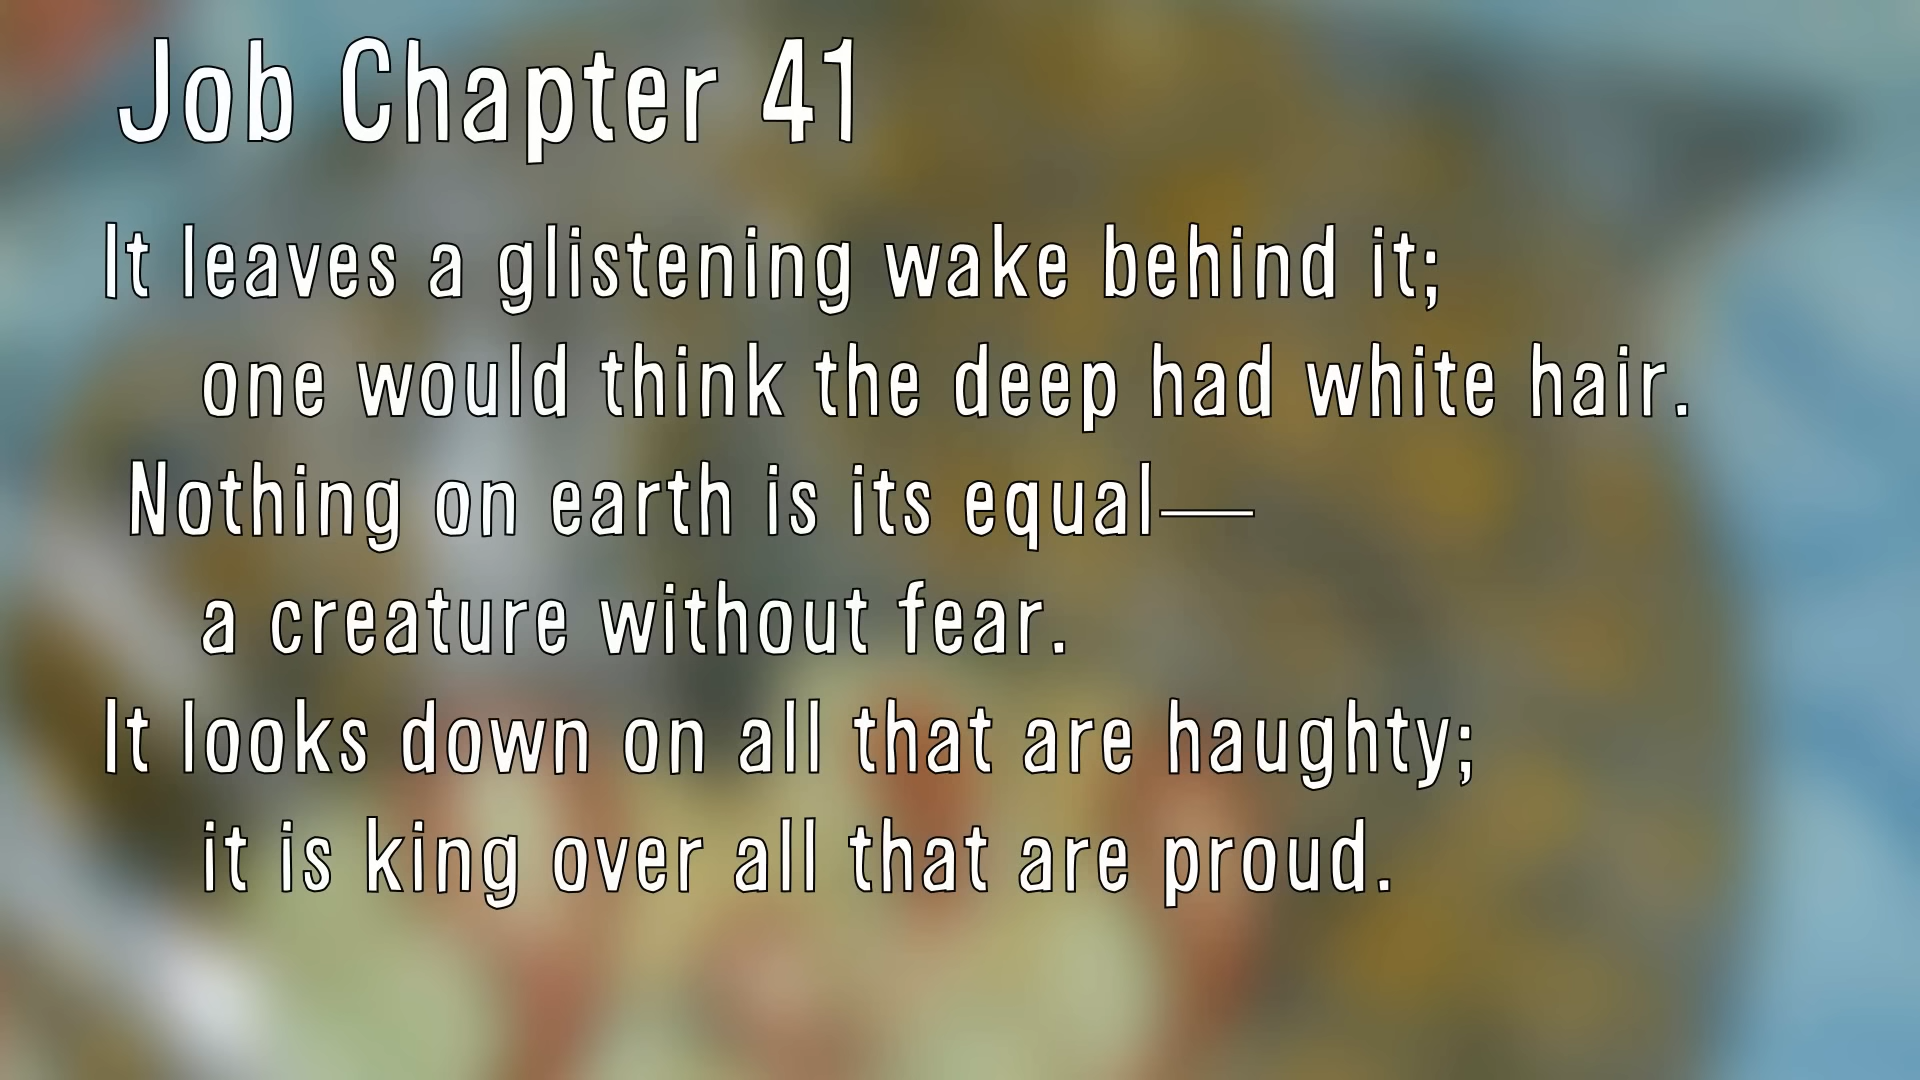 Job Chapter 41
It leaves a glistening wake behind it;
one would think the deep had white hair.
Nothing on earth is its equal—
a creature without fear.
It looks down on all that are haughty;
it is king over all that are proud.